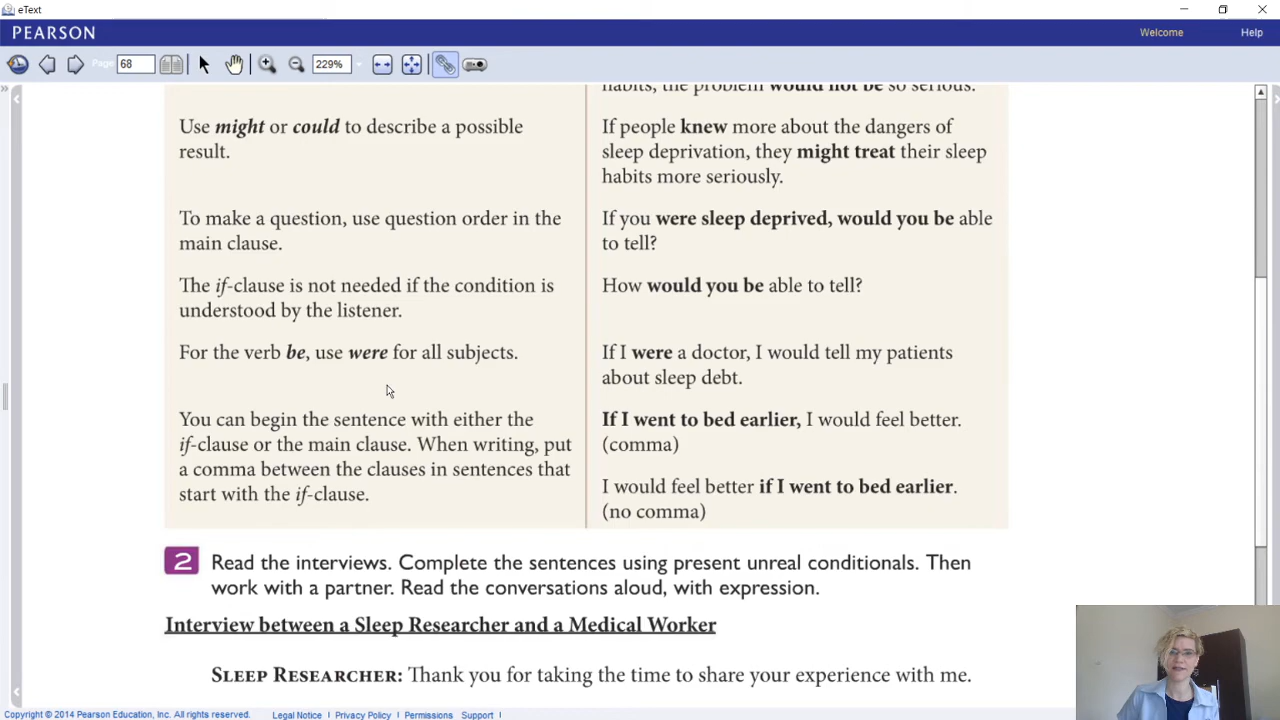 eText
PEARSON
Welcome
Help
Page 68
229%
habits, the problem would not be so serious.
Use might or could to describe a possible
result.
If people knew more about the dangers of
sleep deprivation, they might treat their sleep
habits more seriously.
To make a question, use question order in the
main clause.
If you were sleep deprived, would you be able
to tell?
The if-clause is not needed if the condition is
understood by the listener.
How would you be able to tell?
For the verb be, use were for all subjects.
If I were a doctor, I would tell my patients
about sleep debt.
You can begin the sentence with either the
if-clause or the main clause. When writing, put
a comma between the clauses in sentences that
start with the if-clause.
If I went to bed earlier, I would feel better.
(comma)
I would feel better if I went to bed earlier.
(no comma)
2 Read the interviews. Complete the sentences using present unreal conditionals. Then
work with a partner. Read the conversations aloud, with expression.
Interview between a Sleep Researcher and a Medical Worker
SLEEP RESEARCHER: Thank you for taking the time to share your experience with me.
Copyright © 2014 Pearson Education, Inc. All rights reserved. Legal Notice | Privacy Policy | Permissions Support |